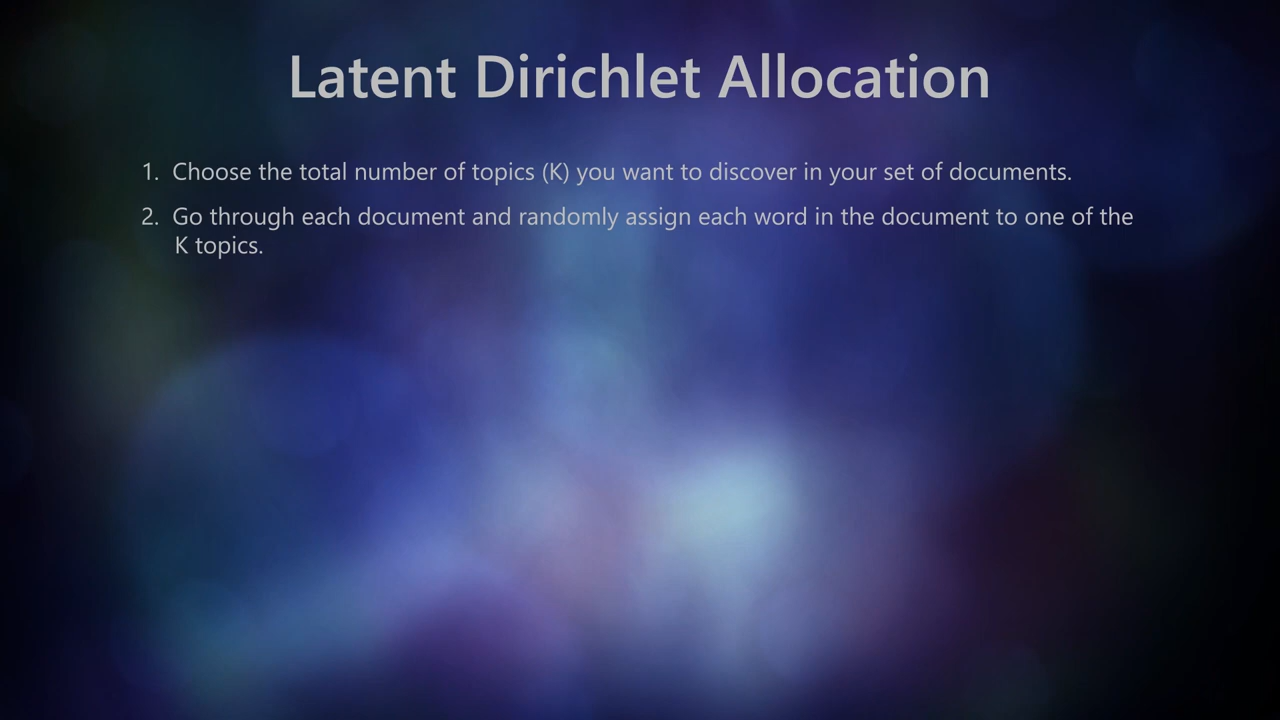 Latent Dirichlet Allocation
1. Choose the total number of topics (K) you want to discover in your set of documents.
2. Go through each document and randomly assign each word in the document to one of the
K topics.